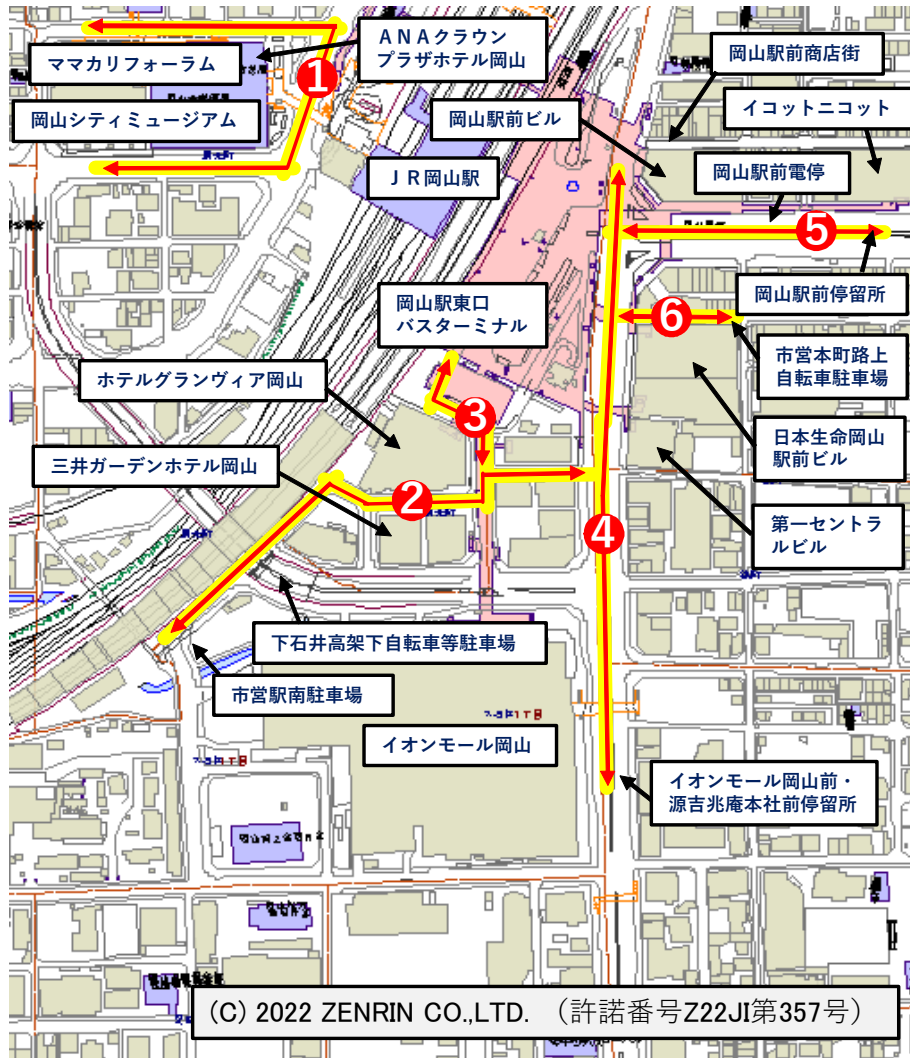 ママカリフォーラム
ANAクラウン
プラザホテル岡山
岡山駅前商店街
岡山シティミュージアム
岡山駅前ビル
イコットニコット
1
JR岡山駅
岡山駅前電停
5
岡山駅前停留所
岡山駅東口
バスターミナル
6
市営本町路上
自転車駐車場
ホテルグランヴィア岡山
3
日本生命岡山
駅前ビル
三井ガーデンホテル岡山
2
4
第一セントラ
ルビル
下石井高架下自転車等駐車場
市営駅南駐車場
イオンモール岡山
イオンモール岡山前・
源吉兆庵本社前停留所
(C) 2022 ZENRIN CO.,LTD. (許諾番号Z22JI第357号)